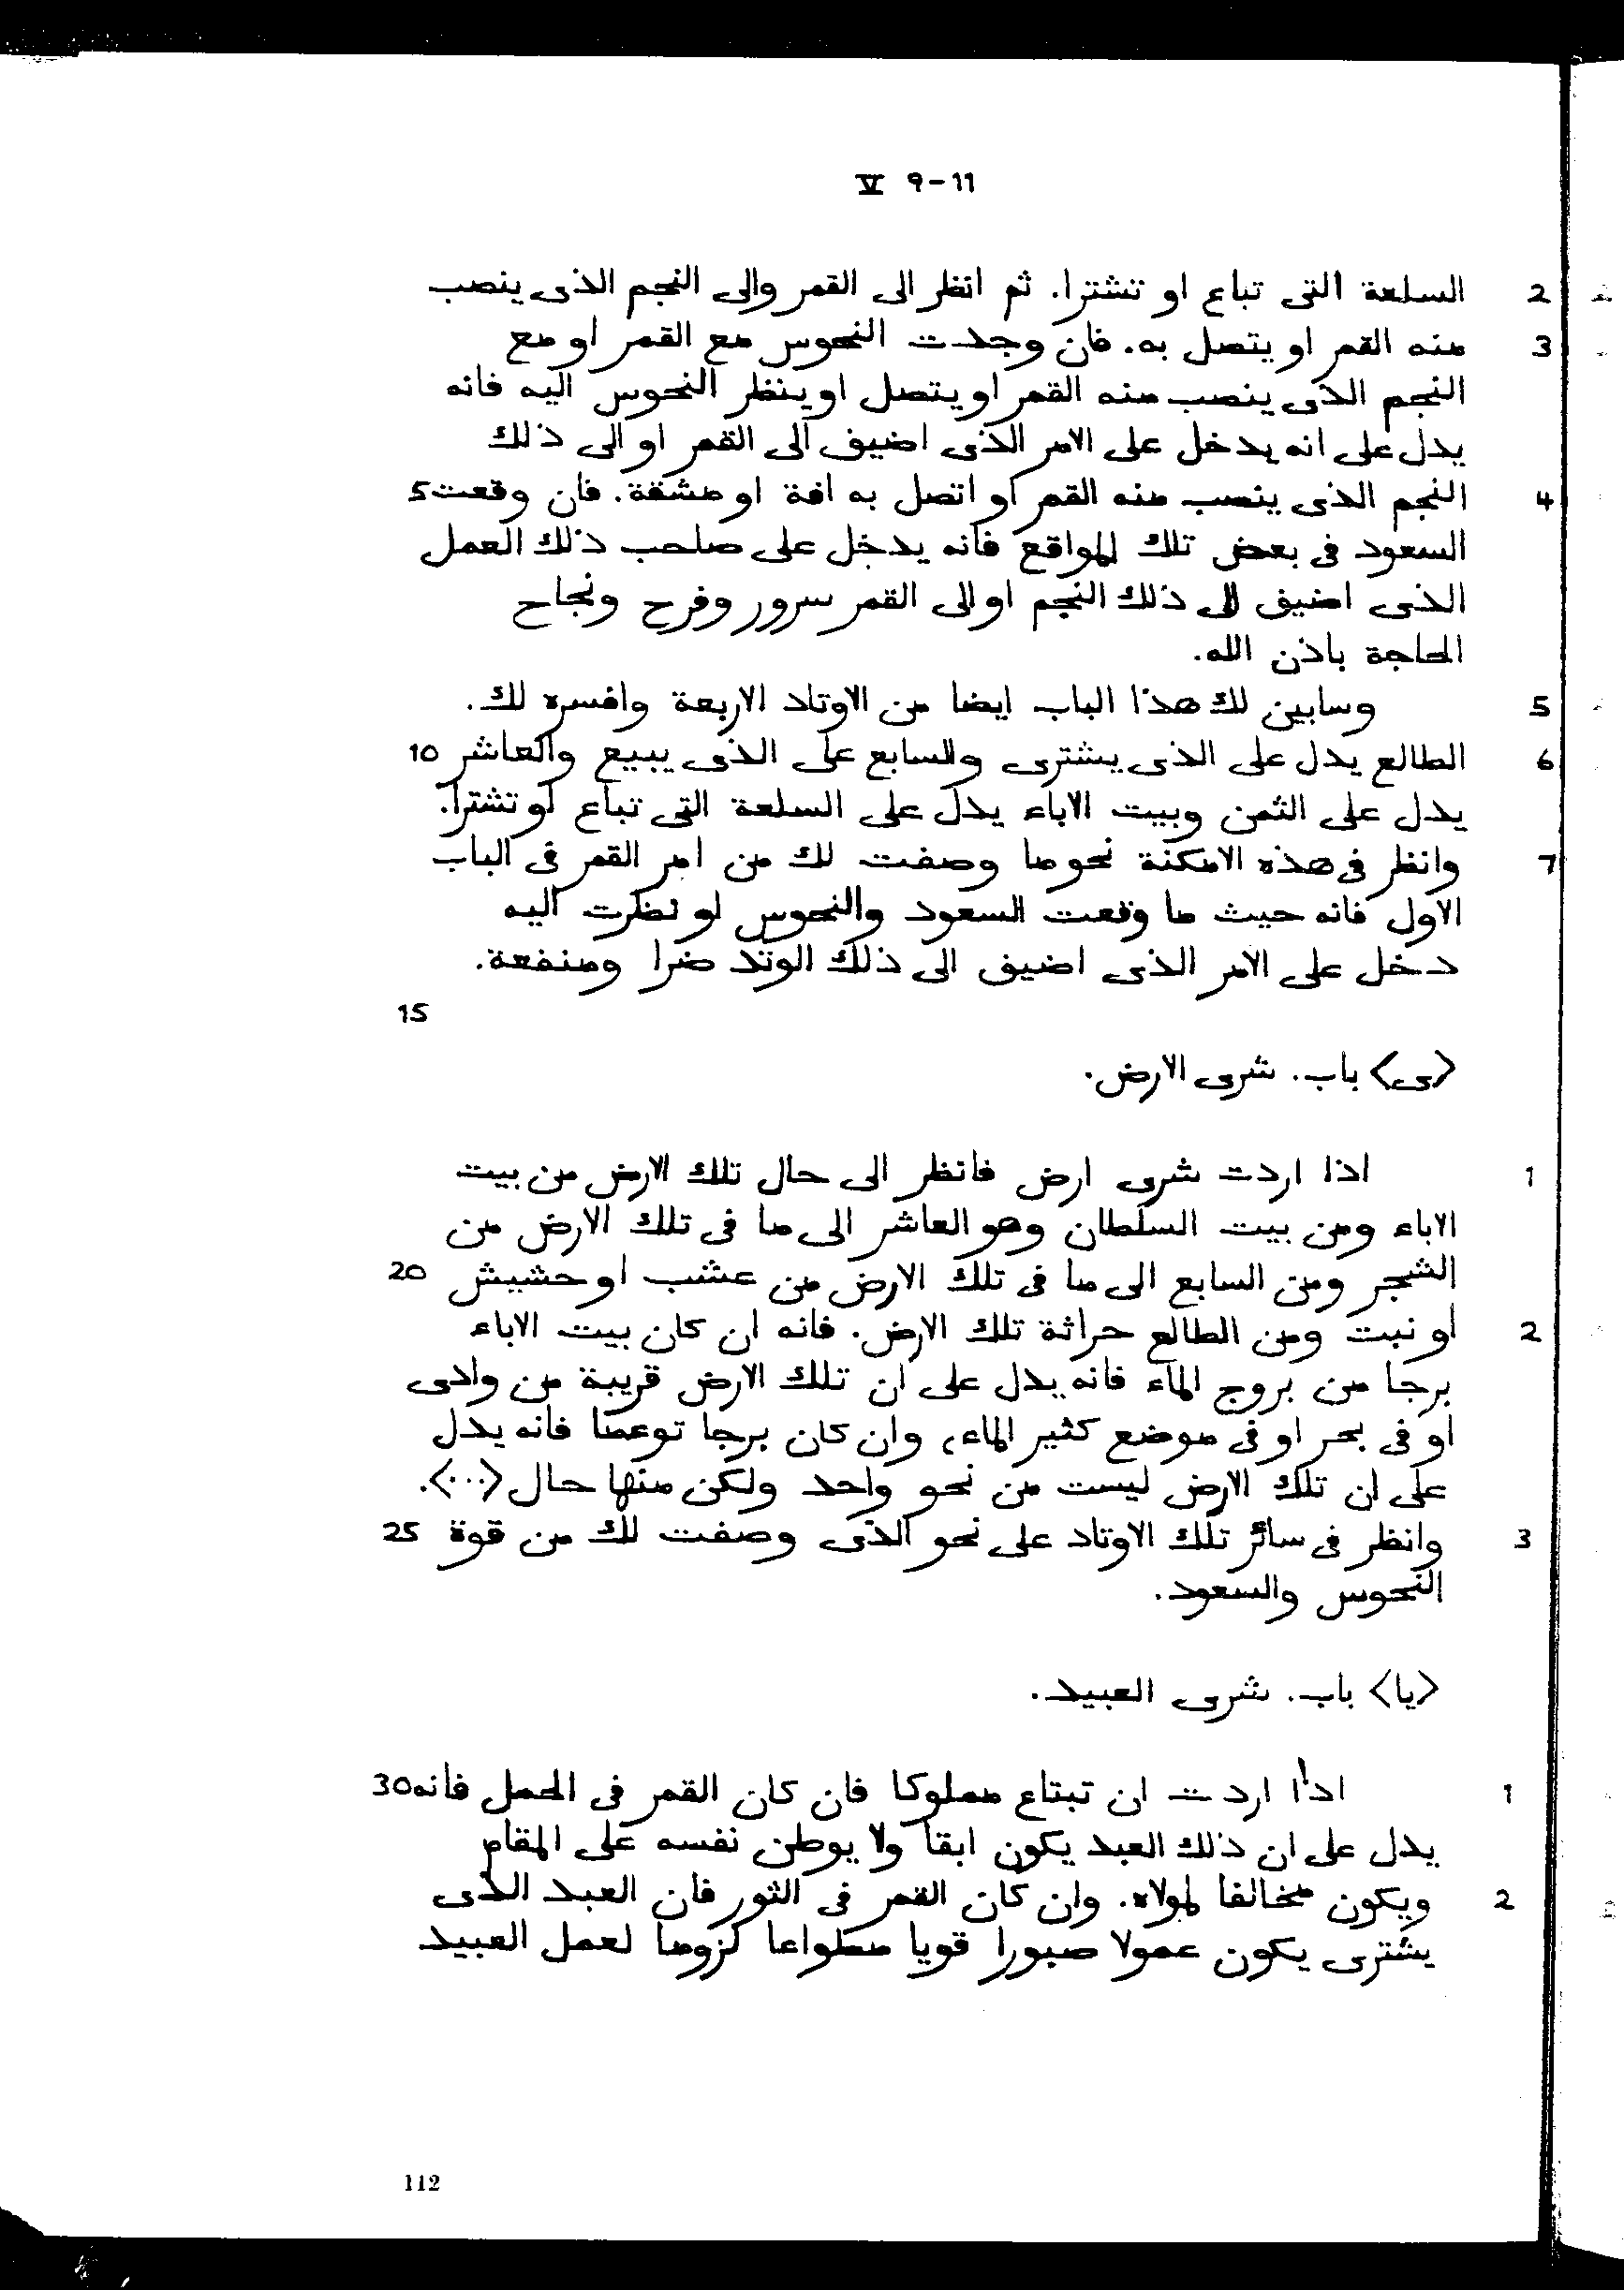 V 9-11
2 السلعة التى تباع او تشترا. ثم انظر الى القمر والى النجم الذى ينصب
3 منه القمر او يتصل به. فان وجدت النحوس مع القمر او مع
النجم الذى ينصب منه القمر او يتصل او ينظر النحوس اليه فانه
يدل على انه يدخل على الامر الذى اضيف الى القمر او الى ذلك
4 النجم الذى ينصب منه القمر او اتصل به افة او مشقة. فان وقعت 5
السعود فى بعض تلك المواقع فانه يدخل على صاحب ذلك العمل
الذى اضيف الى ذلك النجم او الى القمر سرور وفرح ونجاح
الحاجة باذن الله.
5 وسابين لك هذا الباب ايضا من الاوتاد الاربعة وافسره لك.
6 الطالع يدل على الذى يشترى والسابع على الذى يبيع والعاشر 10
يدل على الثمن وبيت الاباء يدل على السلعة التى تباع او تشترا.
7 وانظر فى هذه الامكنة نحو ما وصفت لك من امر القمر فى الباب
الاول فانه حيث ما وقعت السعود والنحوس او نظرت اليه
دخل على الامر الذى اضيف الى ذلك الوتد ضرا ومنفعة.
15
<ى> باب. شرى الارض.
1 اذا اردت شرى ارض فانظر الى حال تلك الارض من بيت
الاباء ومن بيت السلطان وهو العاشر الى ما فى تلك الارض من
الشجر ومن السابع الى ما فى تلك الارض من عشب او حشيش 20
2 او نبت ومن الطالع حراثة تلك الارض. فانه ان كان بيت الاباء
برجا من بروج الماء فانه يدل على ان تلك الارض قريبة من وادى
او فى بحر او فى موضع كثير الماء، وان كان برجا توءما فانه يدل
على ان تلك الارض ليست من نحو واحد ولكن منها حال <...>.
3 وانظر فى سائر تلك الاوتاد على نحو الذى وصفت لك من قوة 25
النحوس والسعود.
<يا> باب. شرى العبيد.
1 اذا اردت ان تبتاع مملوكا فان كان القمر فى الحمل فانه 30
يدل على ان ذلك العبد يكون ابقا ولا يوطن نفسه على المقام
2 ويكون مخالفا لمولاه. وان كان القمر فى الثور فان العبد الذى
يشترى يكون عمولا صبورا قويا مطواعا لزوما لعمل العبيد
112